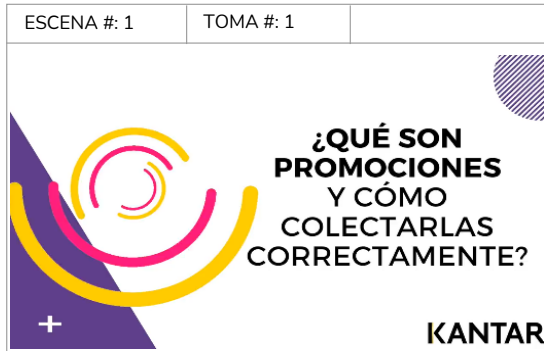 ESCENA #: 1
TOMA #: 1
¿QUÉ SON
PROMOCIONES
Y CÓMO
COLECTARLAS
CORRECTAMENTE?
KANTAR